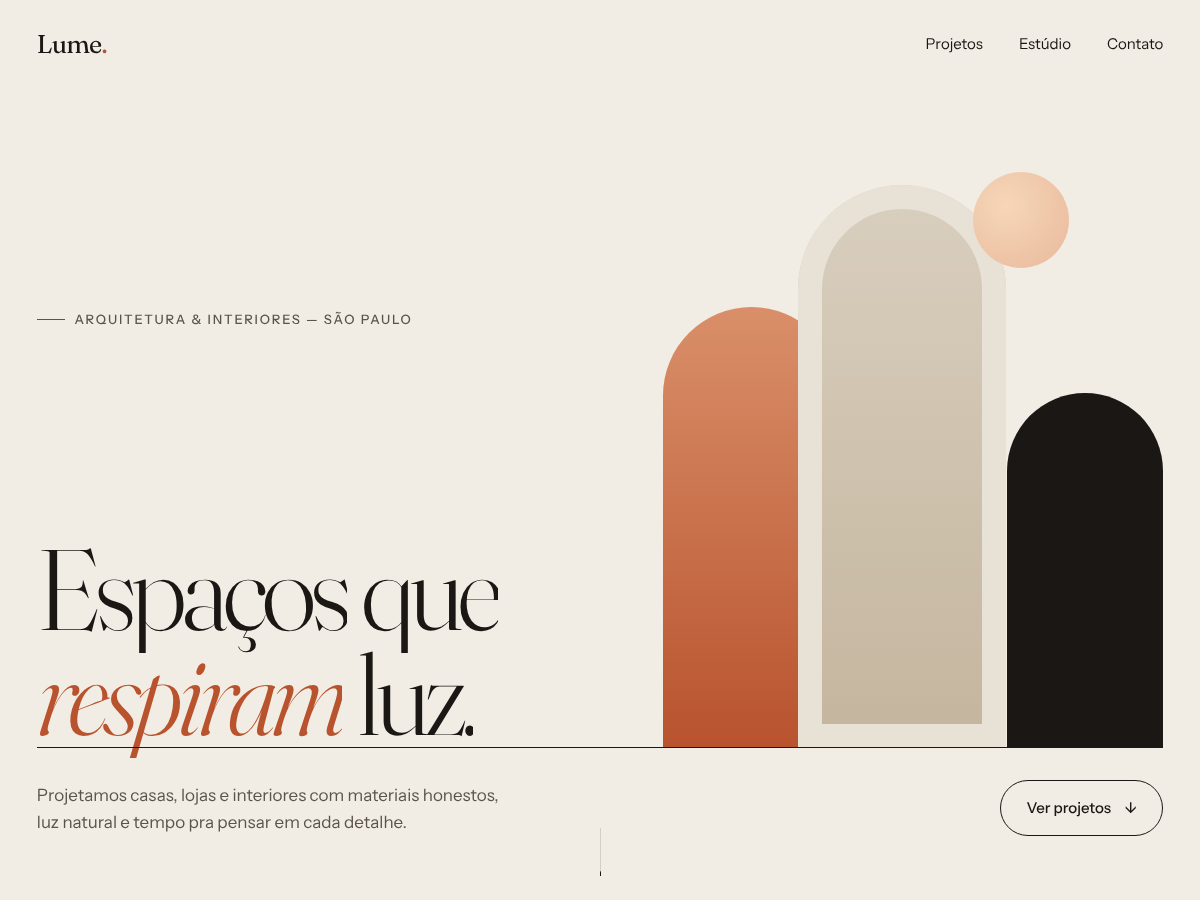 Lume.
Projetos
Estúdio
Contato
ARQUITETURA & INTERIORES — SÃO PAULO
Espaços que
respiram luz.
Projetamos casas, lojas e interiores com materiais honestos,
luz natural e tempo pra pensar em cada detalhe.
Ver projetos ↓